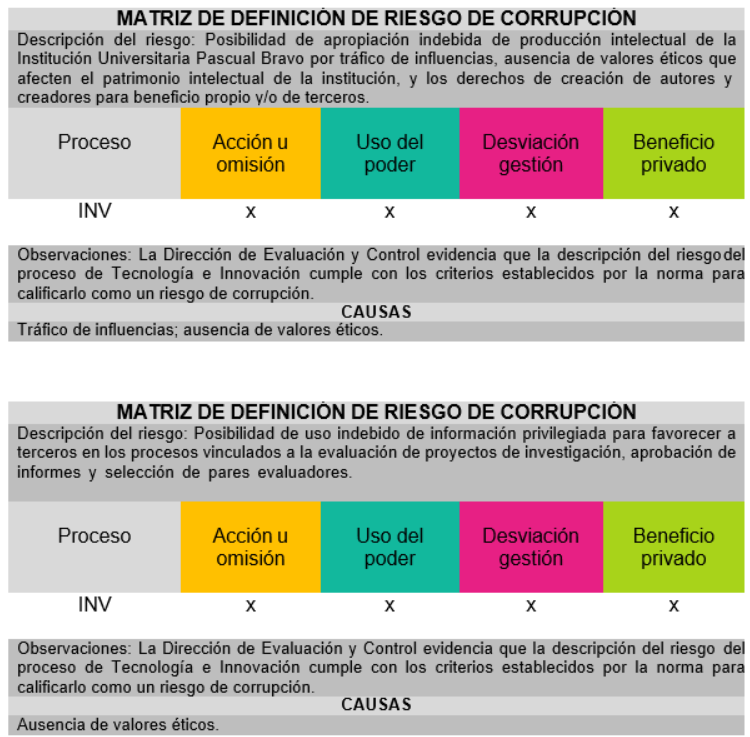 MATRIZ DE DEFINICIÓN DE RIESGO DE CORRUPCIÓN
Descripción del riesgo: Posibilidad de apropiación indebida de producción intelectual de la
Institución Universitaria Pascual Bravo por tráfico de influencias, ausencia de valores éticos que
afecten el patrimonio intelectual de la institución, y los derechos de creación de autores y
creadores para beneficio propio y/o de terceros.
Proceso
Acción u
omisión
Uso del
poder
Desviación
gestión
Beneficio
privado
INV x x x x
Observaciones: La Dirección de Evaluación y Control evidencia que la descripción del riesgo del
proceso de Tecnología e Innovación cumple con los criterios establecidos por la norma para
calificarlo como un riesgo de corrupción.
CAUSAS
Tráfico de influencias; ausencia de valores éticos.
MATRIZ DE DEFINICIÓN DE RIESGO DE CORRUPCIÓN
Descripción del riesgo: Posibilidad de uso indebido de información privilegiada para favorecer a
terceros en los procesos vinculados a la evaluación de proyectos de investigación, aprobación de
informes y selección de pares evaluadores.
Proceso
Acción u
omisión
Uso del
poder
Desviación
gestión
Beneficio
privado
INV x x x x
Observaciones: La Dirección de Evaluación y Control evidencia que la descripción del riesgo del
proceso de Tecnología e Innovación cumple con los criterios establecidos por la norma para
calificarlo como un riesgo de corrupción.
CAUSAS
Ausencia de valores éticos.